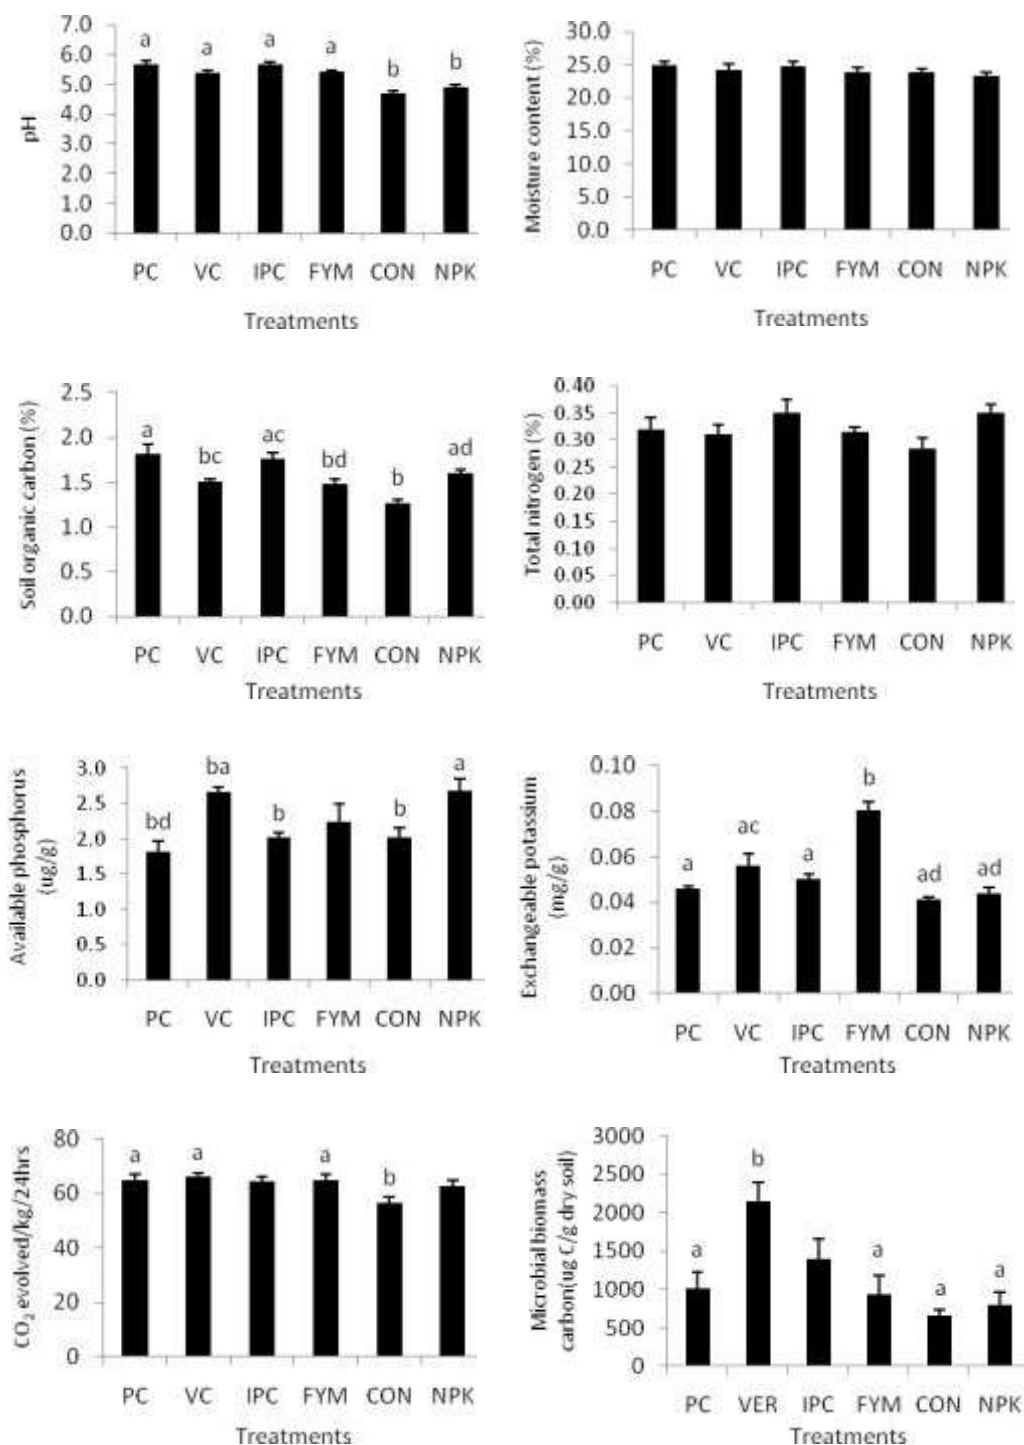 7.0
6.0
5.0
4.0
3.0
2.0
1.0
0.0
pH
a a a a b b
PC VC IPC FYM CON NPK
Treatments
30.0
25.0
20.0
15.0
10.0
5.0
0.0
Moisture content (%)
PC VC IPC FYM CON NPK
Treatments
2.5
2.0
1.5
1.0
0.5
0.0
Soil organic carbon (%)
a bc ac bd b ad
PC VC IPC FYM CON NPK
Treatments
0.40
0.35
0.30
0.25
0.20
0.15
0.10
0.05
0.00
Total nitrogen (%)
PC VC IPC FYM CON NPK
Treatments
3.0
2.5
2.0
1.5
1.0
0.5
0.0
Available phosphorus
(ug/g)
bd ba b b a
PC VC IPC FYM CON NPK
Treatments
0.10
0.08
0.06
0.04
0.02
0.00
Exchangeable potassium
(mg/g)
a ac a b ad ad
PC VC IPC FYM CON NPK
Treatments
80
60
40
20
0
CO₂ evolved/kg/24hrs
a a a b
PC VC IPC FYM CON NPK
Treatments
3000
2500
2000
1500
1000
500
0
Microbial biomass
carbon(ug C/g dry soil)
a b a a a
PC VER IPC FYM CON NPK
Treatments